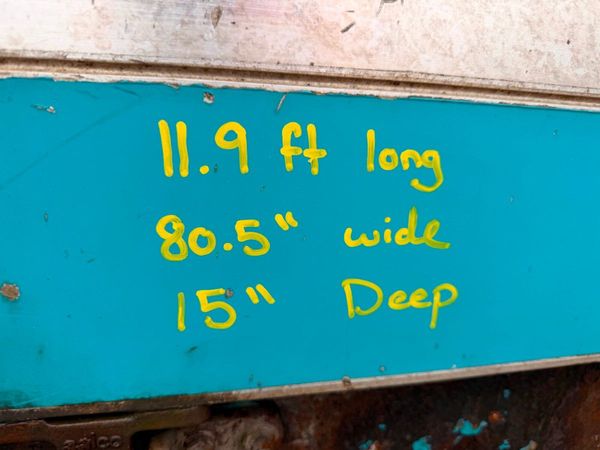 11.9 ft long
80.5" wide
15" Deep